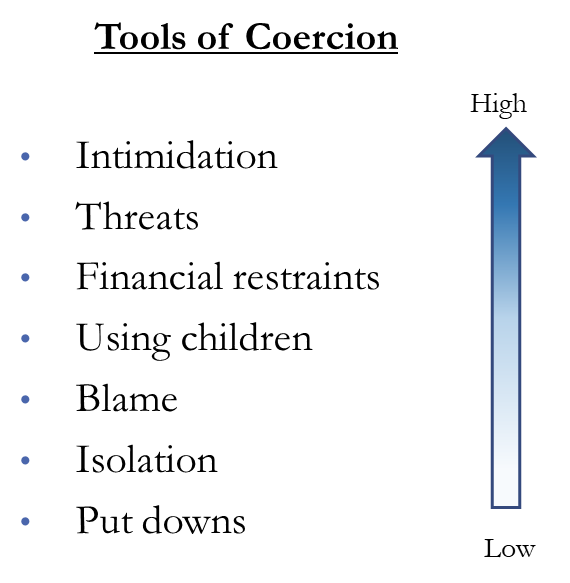 Tools of Coercion
High
• Intimidation
• Threats
• Financial restraints
• Using children
• Blame
• Isolation
• Put downs
Low